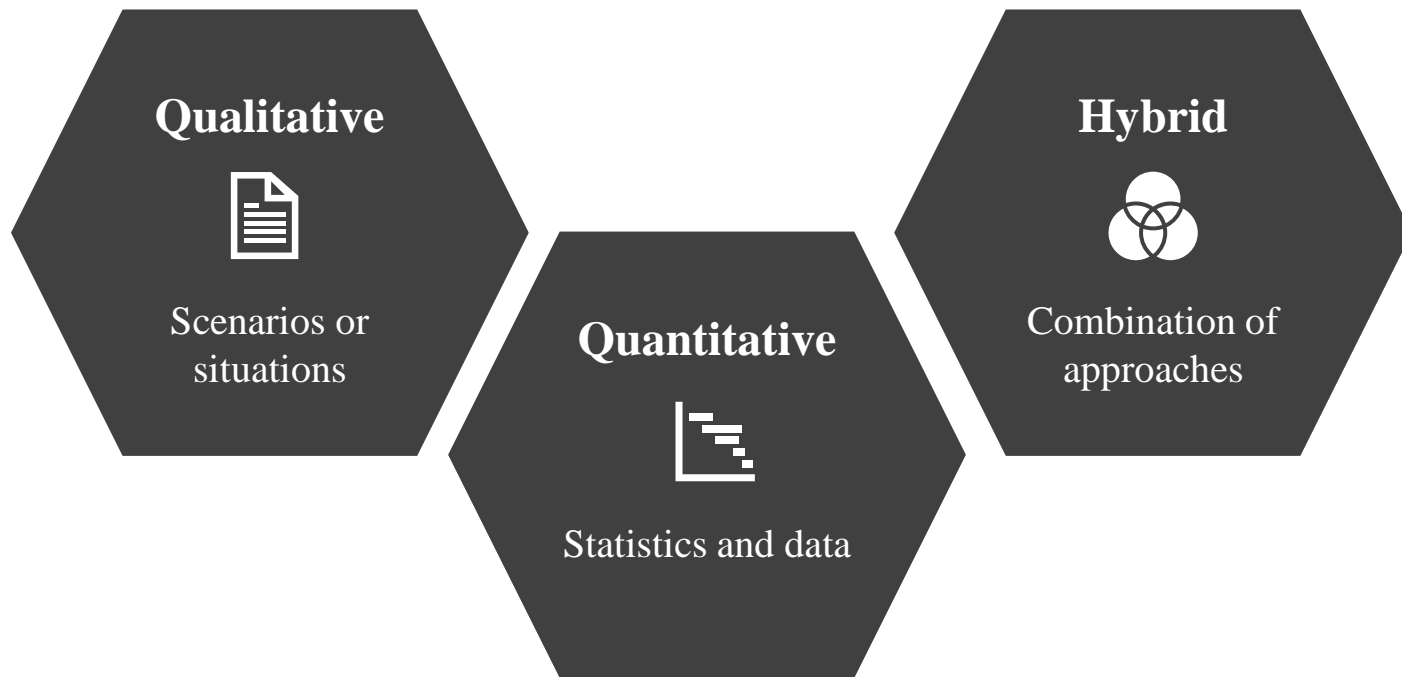 Qualitative
Scenarios or
situations
Quantitative
Statistics and data
Hybrid
Combination of
approaches